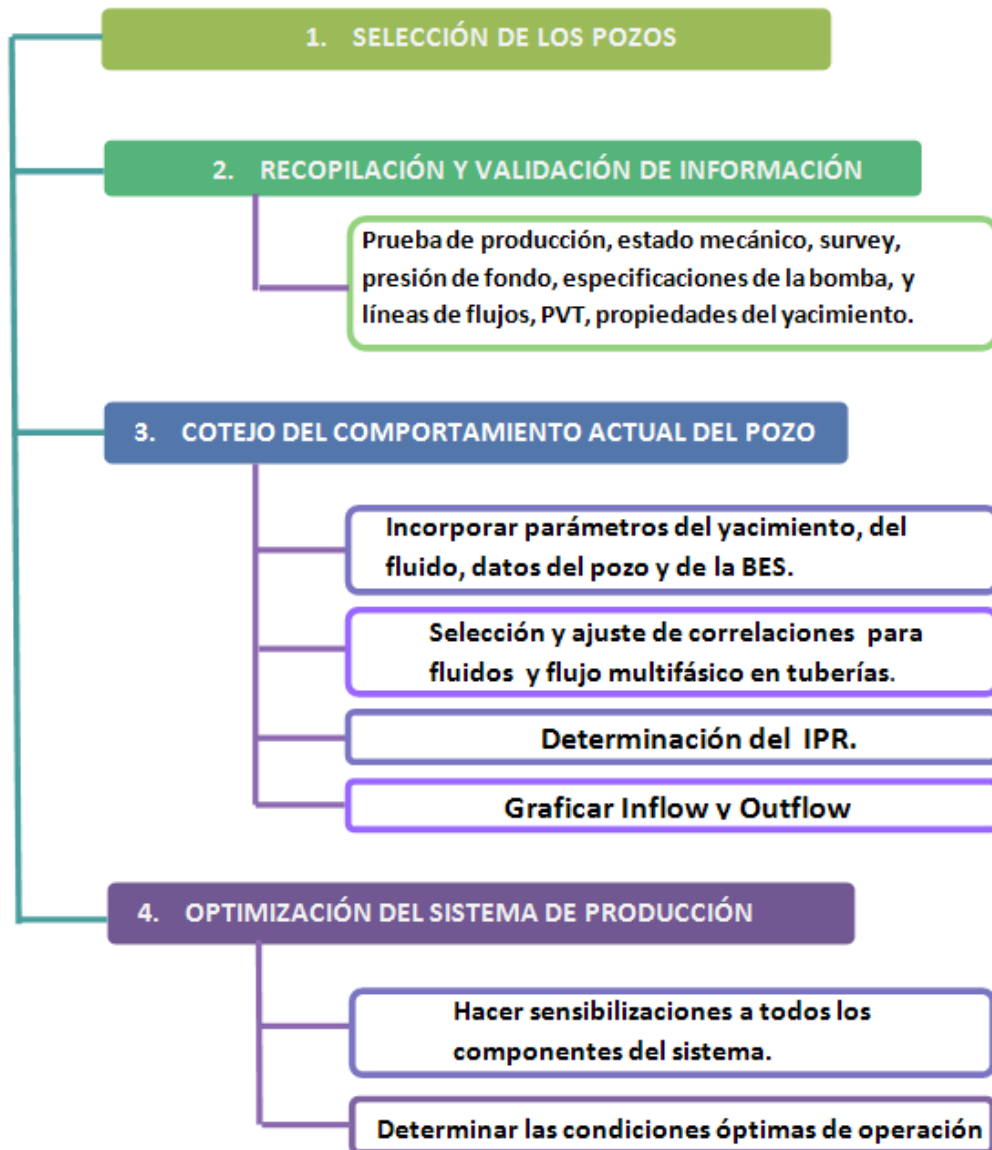 1. SELECCIÓN DE LOS POZOS
2. RECOPILACIÓN Y VALIDACIÓN DE INFORMACIÓN
Prueba de producción, estado mecánico, survey,
presión de fondo, especificaciones de la bomba, y
líneas de flujos, PVT, propiedades del yacimiento.
3. COTEJO DEL COMPORTAMIENTO ACTUAL DEL POZO
Incorporar parámetros del yacimiento, del
fluido, datos del pozo y de la BES.
Selección y ajuste de correlaciones para
fluidos y flujo multifásico en tuberías.
Determinación del IPR.
Graficar Inflow y Outflow
4. OPTIMIZACIÓN DEL SISTEMA DE PRODUCCIÓN
Hacer sensibilizaciones a todos los
componentes del sistema.
Determinar las condiciones óptimas de operación